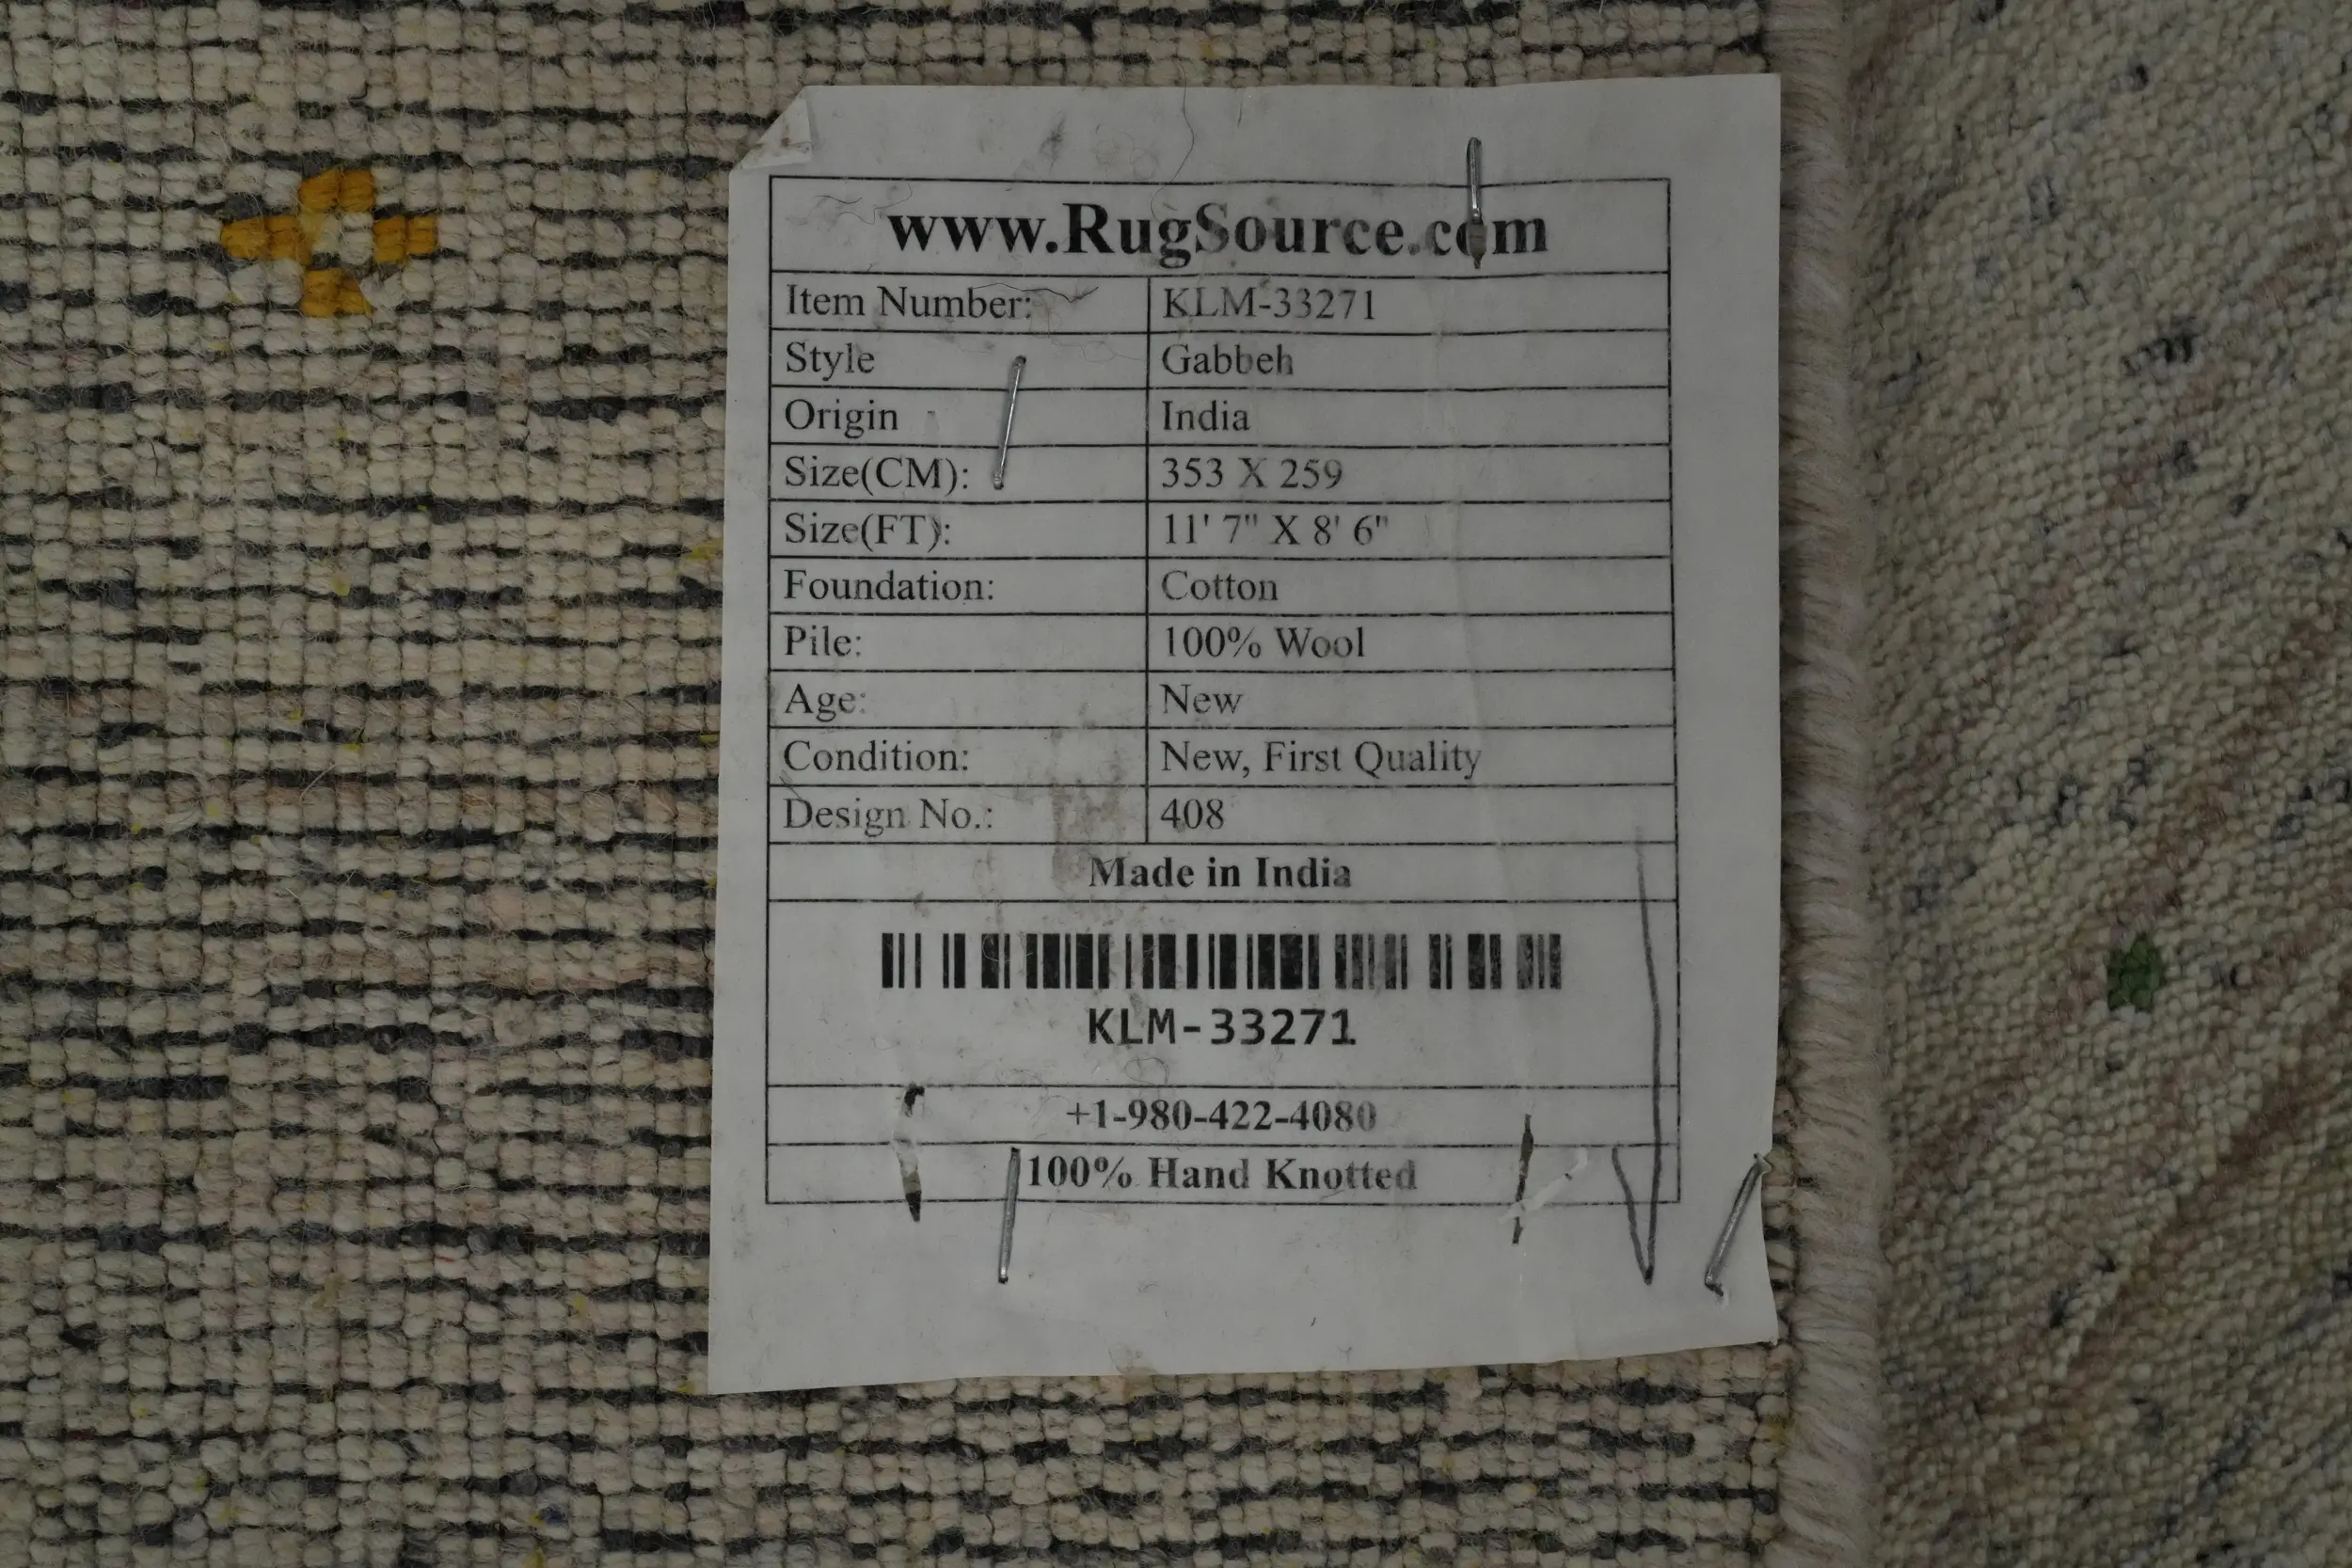 www.RugSource.com
Item Number: KLM-33271
Style Gabbeh
Origin India
Size(CM): 353 X 259
Size(FT): 11' 7" X 8' 6"
Foundation: Cotton
Pile: 100% Wool
Age: New
Condition: New, First Quality
Design No.: 408
Made in India
KLM-33271
+1-980-422-4080
100% Hand Knotted